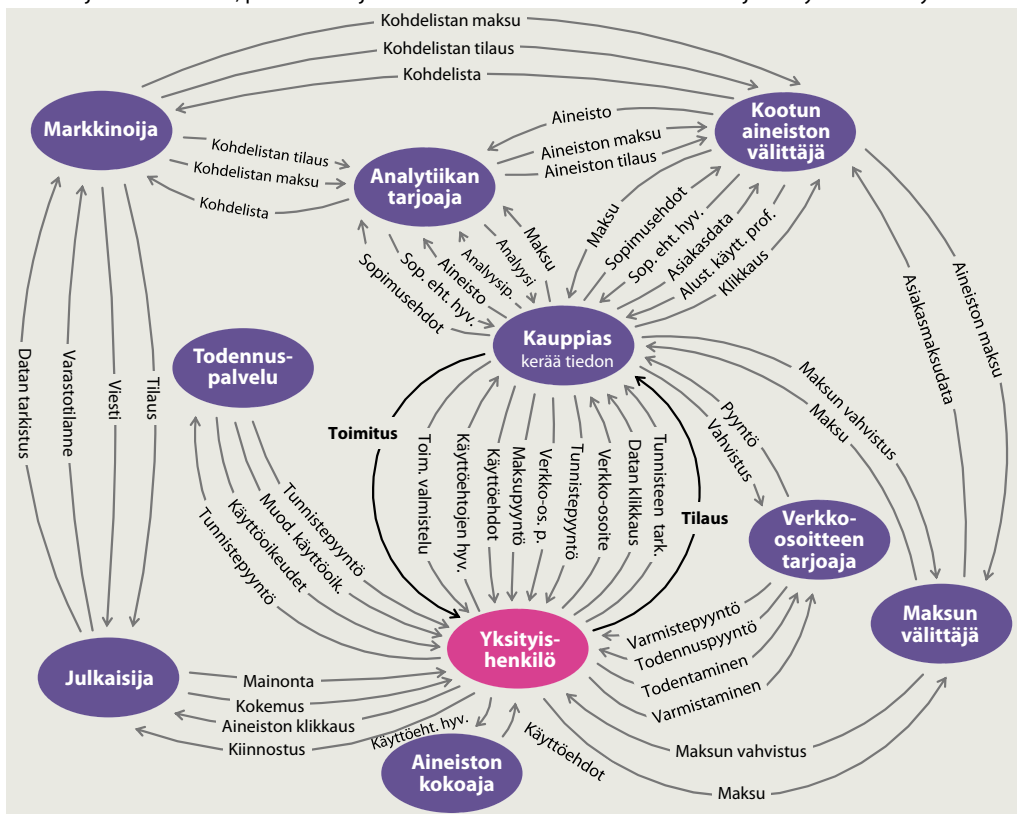 Kohdelistan maksu
Kohdelistan tilaus
Kohdelista
Markkinoija
Kootun
aineiston
välittäjä
Aineisto
Aineiston maksu
Aineiston tilaus
Kohdelistan tilaus
Kohdelistan maksu
Kohdelista
Analytiikan
tarjoaja
Sopimusehdot
Sop. eht. hyv.
Aineisto
Analyysip.
Analyysi
Maksu
Maksu
Sopimusehdot
Sop. eht. hyv.
Asiakasdata
Alust. käytt. prof.
Klikkaus
Asiakasmaksudata
Aineiston maksu
Kauppias
kerää tiedon
Todennus-
palvelu
Datan tarkistus
Varastotilanne
Viesti
Tilaus
Toimitus
Toim. valmistelu
Käyttöehtojen hyv.
Käyttöehdot
Maksupyyntö
Verkko-os. p.
Tunnistepyyntö
Verkko-osoite
Datan klikkaus
Tunnisteen tark.
Tilaus
Pyyntö
Vahvistus
Maksun vahvistus
Maksu
Tunnistepyyntö
Muod. käyttöoik.
Käyttöoikeudet
Tunnistepyyntö
Verkko-
osoitteen
tarjoaja
Maksun
välittäjä
Yksityis-
henkilö
Varmistepyyntö
Todennuspyyntö
Todentaminen
Varmistaminen
Julkaisija
Mainonta
Kokemus
Aineiston klikkaus
Kiinnostus
Käyttöeht. hyv.
Käyttöehdot
Aineiston
kokoaja
Maksun vahvistus
Maksu